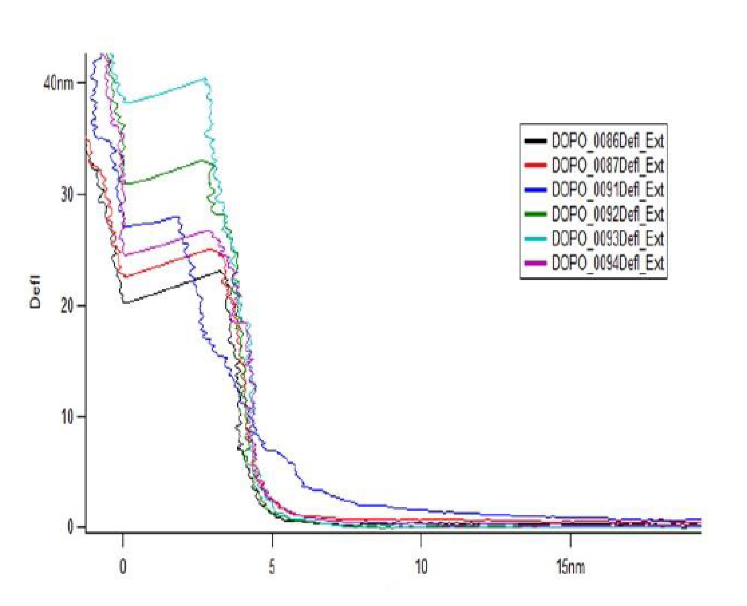 40nm
30
20
10
0
Defl
0 5 10 15nm
DOPO_0086Defl_Ext
DOPO_0087Defl_Ext
DOPO_0091Defl_Ext
DOPO_0092Defl_Ext
DOPO_0093Defl_Ext
DOPO_0094Defl_Ext